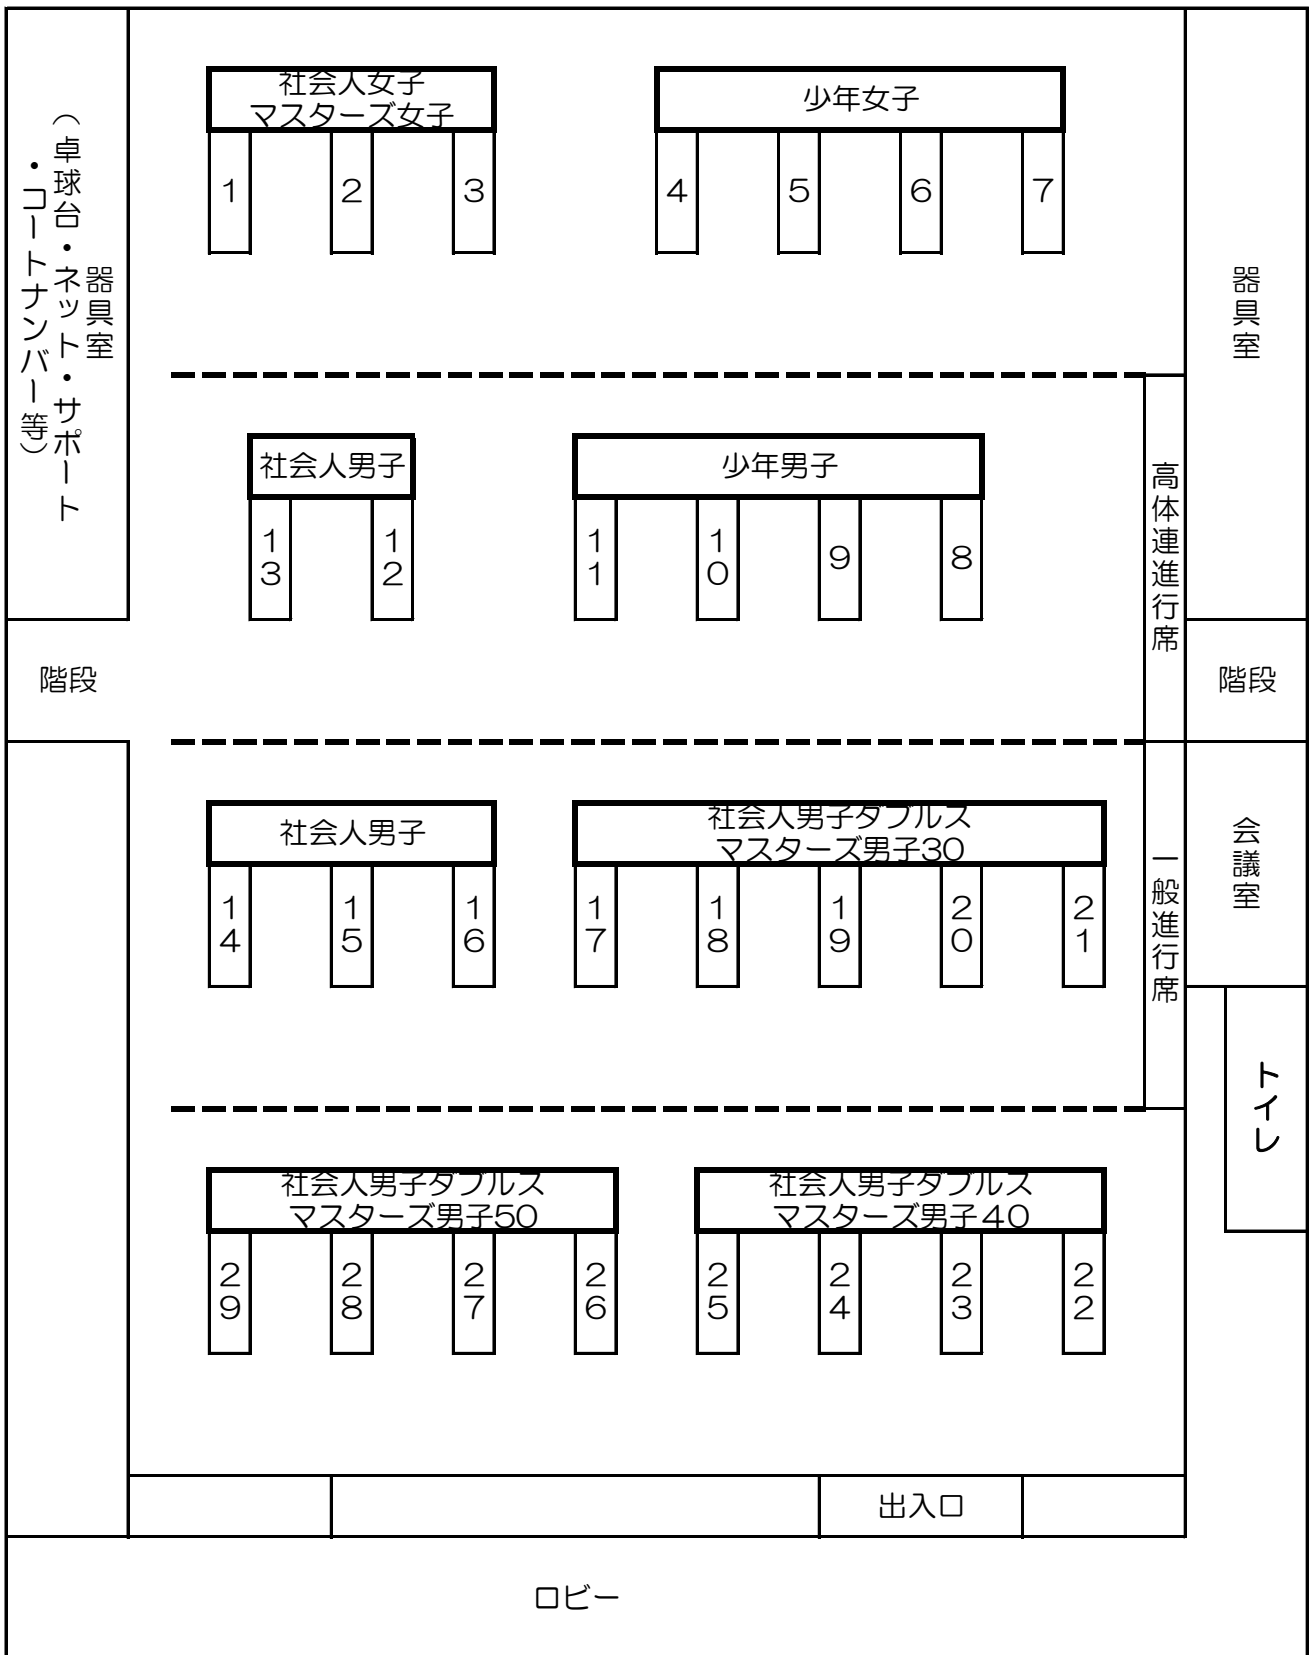 器具室
（卓球台・ネット・サポート
・コートナンバー等）
社会人女子
マスターズ女子
少年女子
1
2
3
4
5
6
7
器具室
社会人男子
少年男子
13
12
11
10
9
8
高体連進行席
階段
階段
社会人男子
社会人男子ダブルス
マスターズ男子30
14
15
16
17
18
19
20
21
一般進行席
会議室
トイレ
社会人男子ダブルス
マスターズ男子50
社会人男子ダブルス
マスターズ男子40
29
28
27
26
25
24
23
22
出入口
ロビー